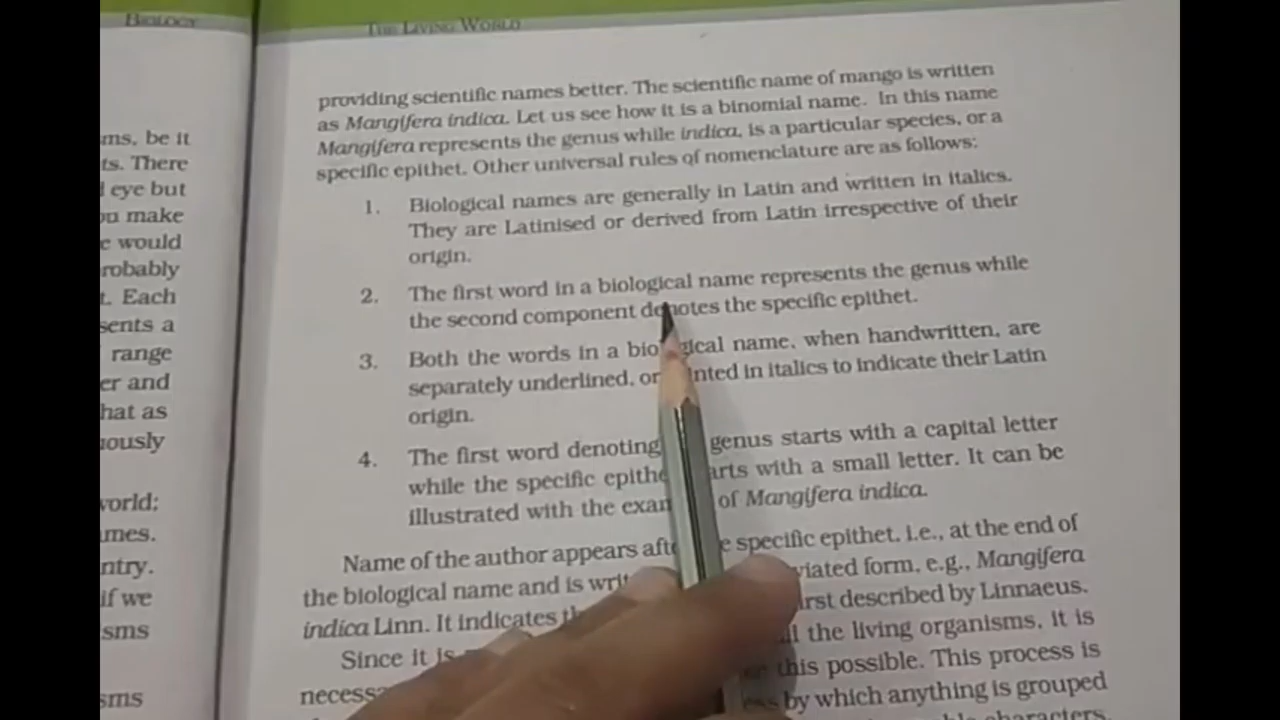 BIOLOGY
THE LIVING WORLD
ms, be it
ts. There
eye but
ou make
e would
robably
t. Each
sents a
range
er and
hat as
uously
vorld;
mes.
ntry.
if we
sms
sms
providing scientific names better. The scientific name of mango is written
as Mangifera indica. Let us see how it is a binomial name. In this name
Mangifera represents the genus while indica, is a particular species, or a
specific epithet. Other universal rules of nomenclature are as follows:
1. Biological names are generally in Latin and written in italics.
They are Latinised or derived from Latin irrespective of their
origin.
2. The first word in a biological name represents the genus while
the second component denotes the specific epithet.
3. Both the words in a biological name, when handwritten, are
separately underlined, or nted in italics to indicate their Latin
origin.
4. The first word denoting genus starts with a capital letter
while the specific epithe arts with a small letter. It can be
illustrated with the exam of Mangifera indica.
Name of the author appears afte e specific epithet, i.e., at the end of
the biological name and is writ viated form, e.g., Mangifera
indica Linn. It indicates th irst described by Linnaeus.
Since it is the living organisms, it is
necessa this possible. This process is
ess by which anything is grouped
characters.